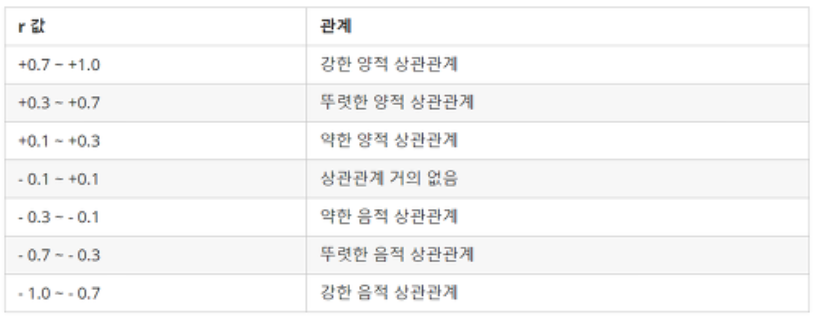 r 값 관계
+0.7 ~ +1.0 강한 양적 상관관계
+0.3 ~ +0.7 뚜렷한 양적 상관관계
+0.1 ~ +0.3 약한 양적 상관관계
- 0.1 ~ +0.1 상관관계 거의 없음
- 0.3 ~ - 0.1 약한 음적 상관관계
- 0.7 ~ - 0.3 뚜렷한 음적 상관관계
- 1.0 ~ - 0.7 강한 음적 상관관계